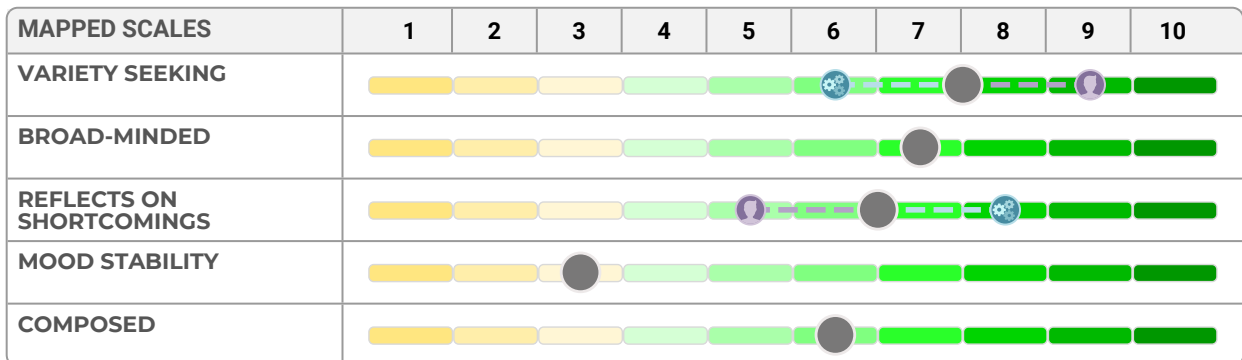 MAPPED SCALES 1 2 3 4 5 6 7 8 9 10
VARIETY SEEKING
BROAD-MINDED
REFLECTS ON
SHORTCOMINGS
MOOD STABILITY
COMPOSED